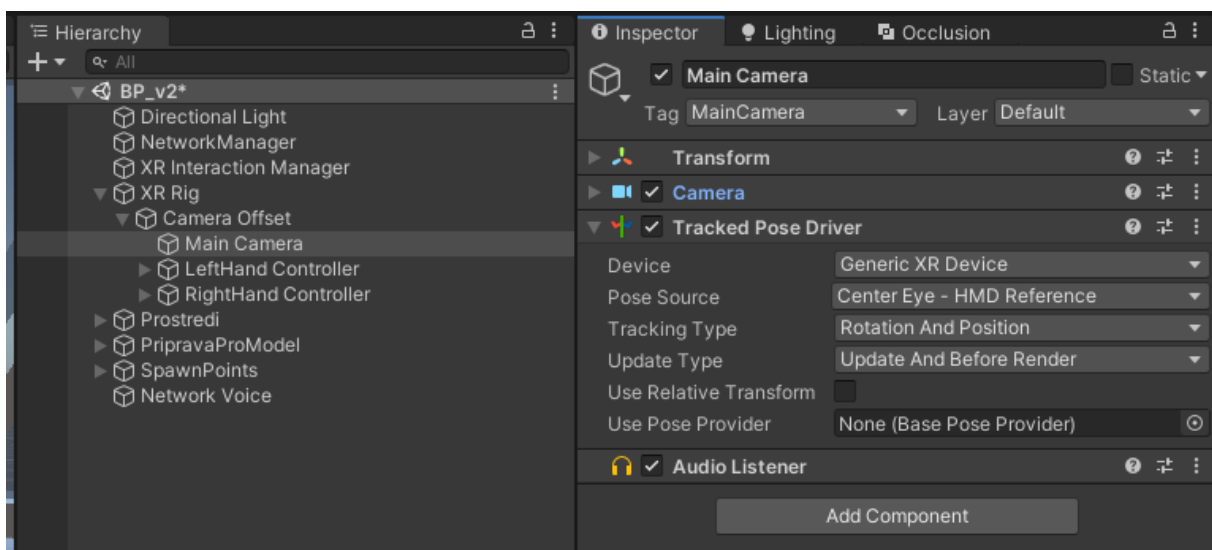 Hierarchy
All
BP_v2*
Directional Light
NetworkManager
XR Interaction Manager
XR Rig
Camera Offset
Main Camera
LeftHand Controller
RightHand Controller
Prostredi
PripravaProModel
SpawnPoints
Network Voice
Inspector Lighting Occlusion
Main Camera Static
Tag MainCamera Layer Default
Transform
Camera
Tracked Pose Driver
Device Generic XR Device
Pose Source Center Eye - HMD Reference
Tracking Type Rotation And Position
Update Type Update And Before Render
Use Relative Transform
Use Pose Provider None (Base Pose Provider)
Audio Listener
Add Component